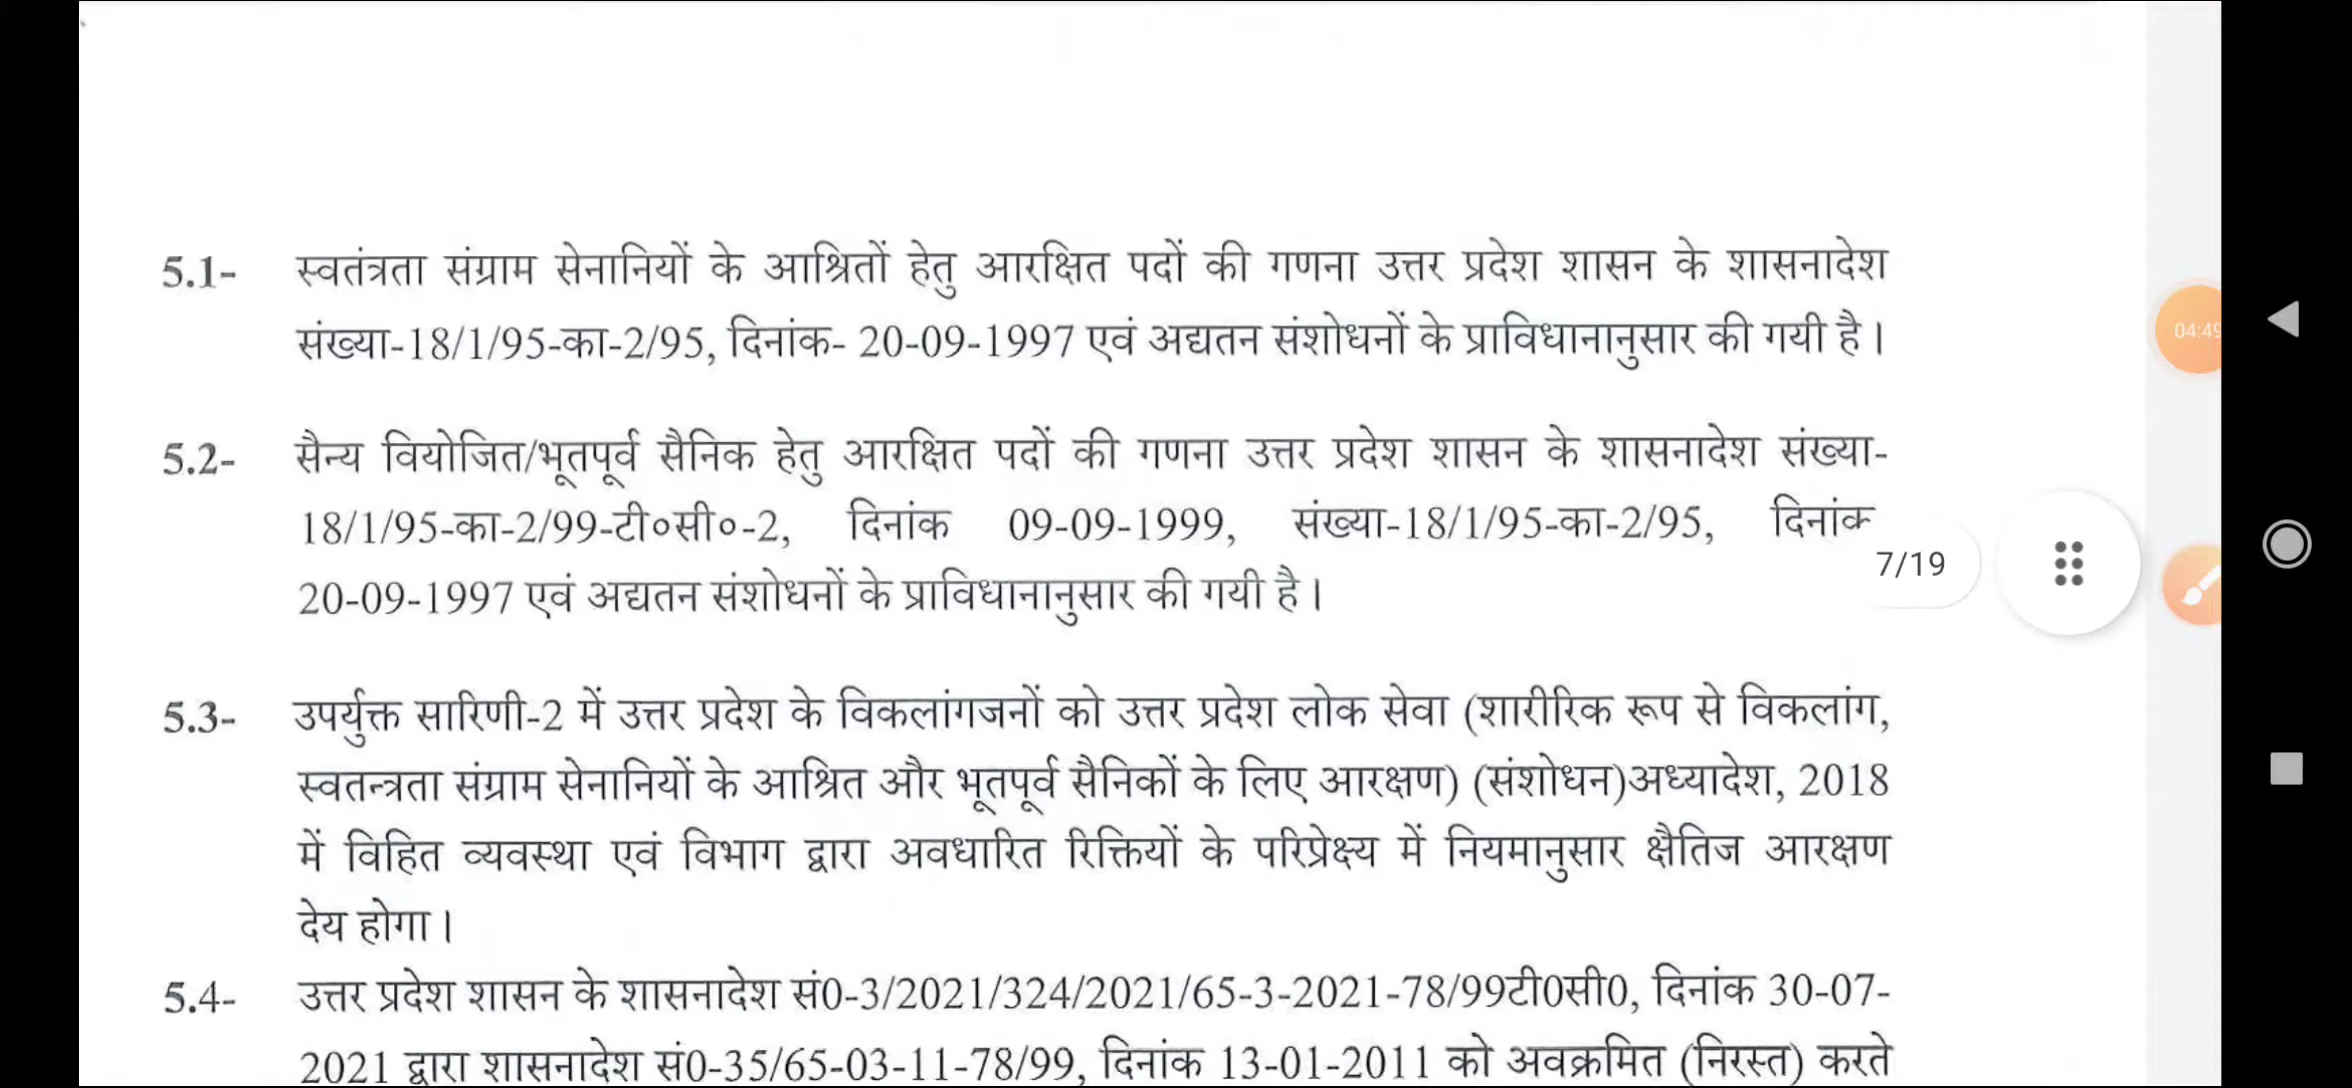 5.1- स्वतंत्रता संग्राम सेनानियों के आश्रितों हेतु आरक्षित पदों की गणना उत्तर प्रदेश शासन के शासनादेश
संख्या-18/1/95-का-2/95, दिनांक- 20-09-1997 एवं अद्यतन संशोधनों के प्राविधानानुसार की गयी है।
04:49
5.2- सैन्य वियोजित/भूतपूर्व सैनिक हेतु आरक्षित पदों की गणना उत्तर प्रदेश शासन के शासनादेश संख्या-
18/1/95-का-2/99-टी०सी०-2, दिनांक 09-09-1999, संख्या-18/1/95-का-2/95, दिनांक
7/19
20-09-1997 एवं अद्यतन संशोधनों के प्राविधानानुसार की गयी है।
5.3- उपर्युक्त सारिणी-2 में उत्तर प्रदेश के विकलांगजनों को उत्तर प्रदेश लोक सेवा (शारीरिक रूप से विकलांग,
स्वतन्त्रता संग्राम सेनानियों के आश्रित और भूतपूर्व सैनिकों के लिए आरक्षण) (संशोधन)अध्यादेश, 2018
में विहित व्यवस्था एवं विभाग द्वारा अवधारित रिक्तियों के परिप्रेक्ष्य में नियमानुसार क्षैतिज आरक्षण
देय होगा।
5.4- उत्तर प्रदेश शासन के शासनादेश सं0-3/2021/324/2021/65-3-2021-78/99टी0सी0, दिनांक 30-07-
2021 द्वारा शासनादेश सं0-35/65-03-11-78/99, दिनांक 13-01-2011 को अवक्रमित (निरस्त) करते